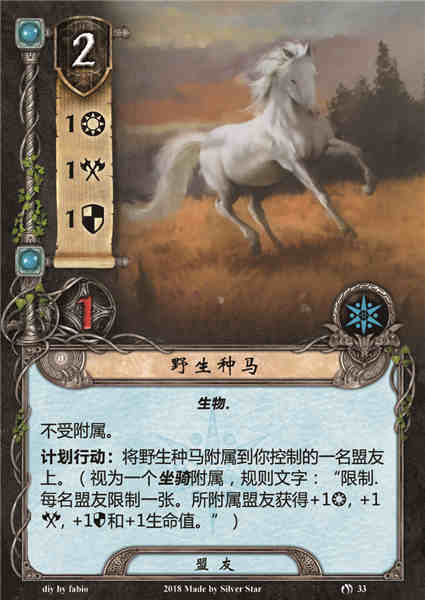 2
1
1
1
1
野生种马
生物.
不受附属。
计划行动：将野生种马附属到你控制的一名盟友
上。（视为一个坐骑附属，规则文字：“限制.
每名盟友限制一张。所附属盟友获得+1, +1
, +1和+1生命值。”）
盟友
diy by fabio 2018 Made by Silver Star 33